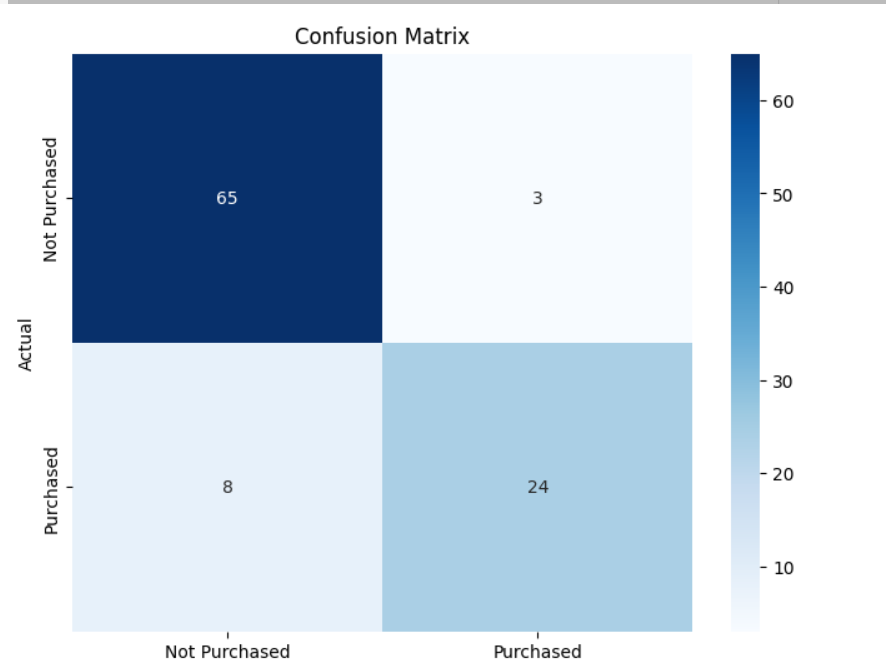 Confusion Matrix
Not Purchased
65
3
60
50
40
Actual
30
Purchased
8
24
20
10
Not Purchased
Purchased